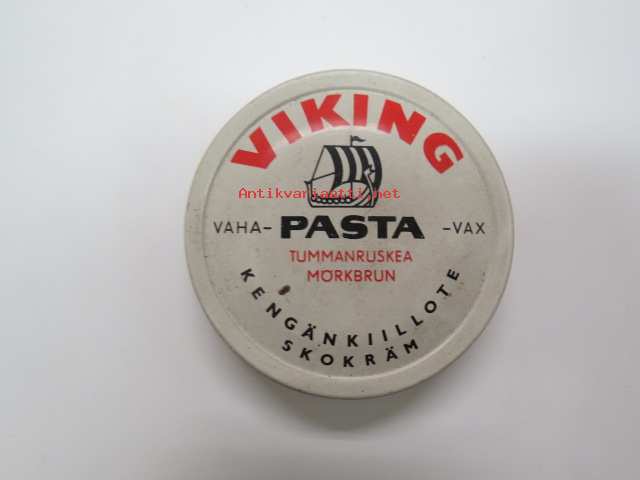 VIKING
Antikvariaatti.net
VAHA- PASTA -VAX
TUMMANRUSKEA
MÖRKBRUN
KENGÄNKIILLOTE
SKOKRÄM